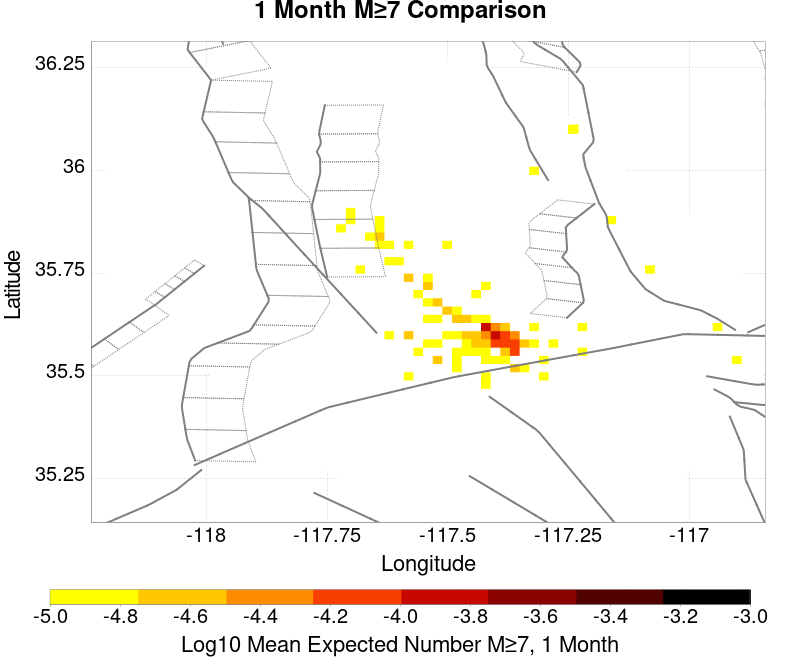 1 Month M≥7 Comparison
36.25
36
35.75
35.5
35.25
Latitude
-118 -117.75 -117.5 -117.25 -117
Longitude
-5.0 -4.8 -4.6 -4.4 -4.2 -4.0 -3.8 -3.6 -3.4 -3.2 -3.0
Log10 Mean Expected Number M≥7, 1 Month